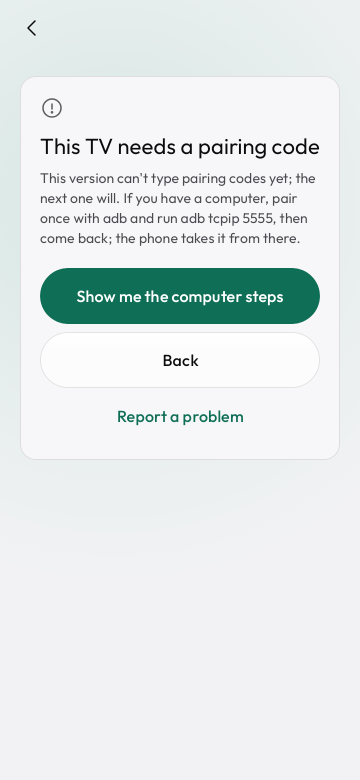 This TV needs a pairing code
This version can't type pairing codes yet; the
next one will. If you have a computer, pair
once with adb and run adb tcpip 5555, then
come back; the phone takes it from there.
Show me the computer steps
Back
Report a problem